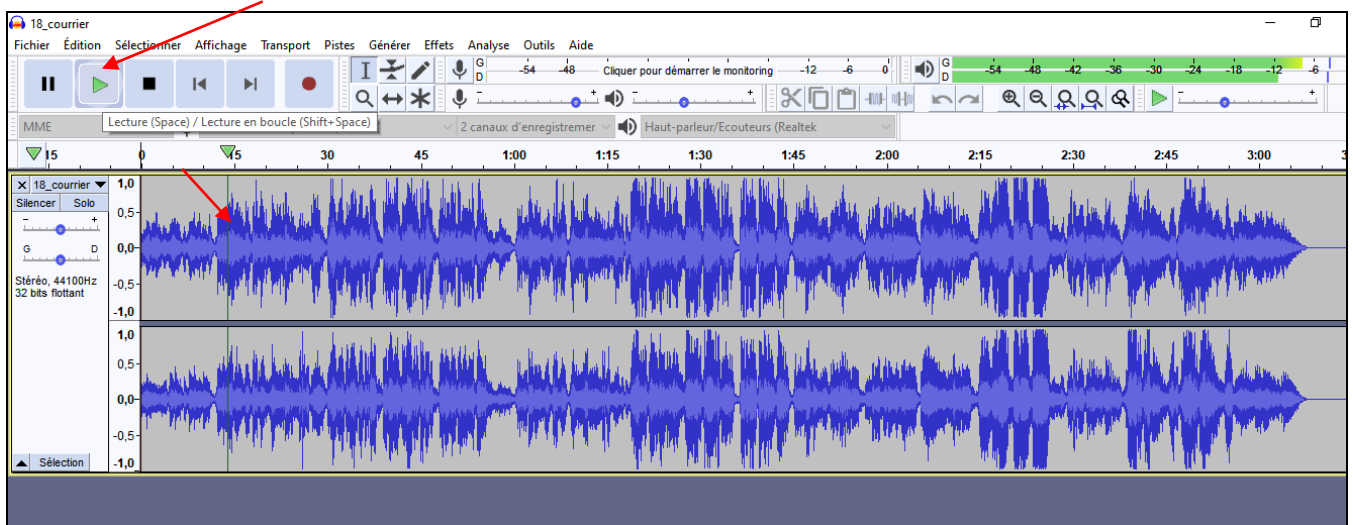 18_courrier
Fichier Édition Sélectionner Affichage Transport Pistes Générer Effets Analyse Outils Aide
G D -54 -48 Cliquer pour démarrer le monitoring -12 -6 0
G D -54 -48 -42 -36 -30 -24 -18 -12 -6
- + - + - +
MME
Lecture (Space) / Lecture en boucle (Shift+Space)
2 canaux d'enregistremer
Haut-parleur/Ecouteurs (Realtek
15 0 15 30 45 1:00 1:15 1:30 1:45 2:00 2:15 2:30 2:45 3:00
x 18_courrier
Silencer Solo
- +
G D
Stéréo, 44100Hz
32 bits flottant
1,0
0,5-
0,0-
-0,5-
-1,0
1,0
0,5-
0,0-
-0,5-
-1,0
Sélection